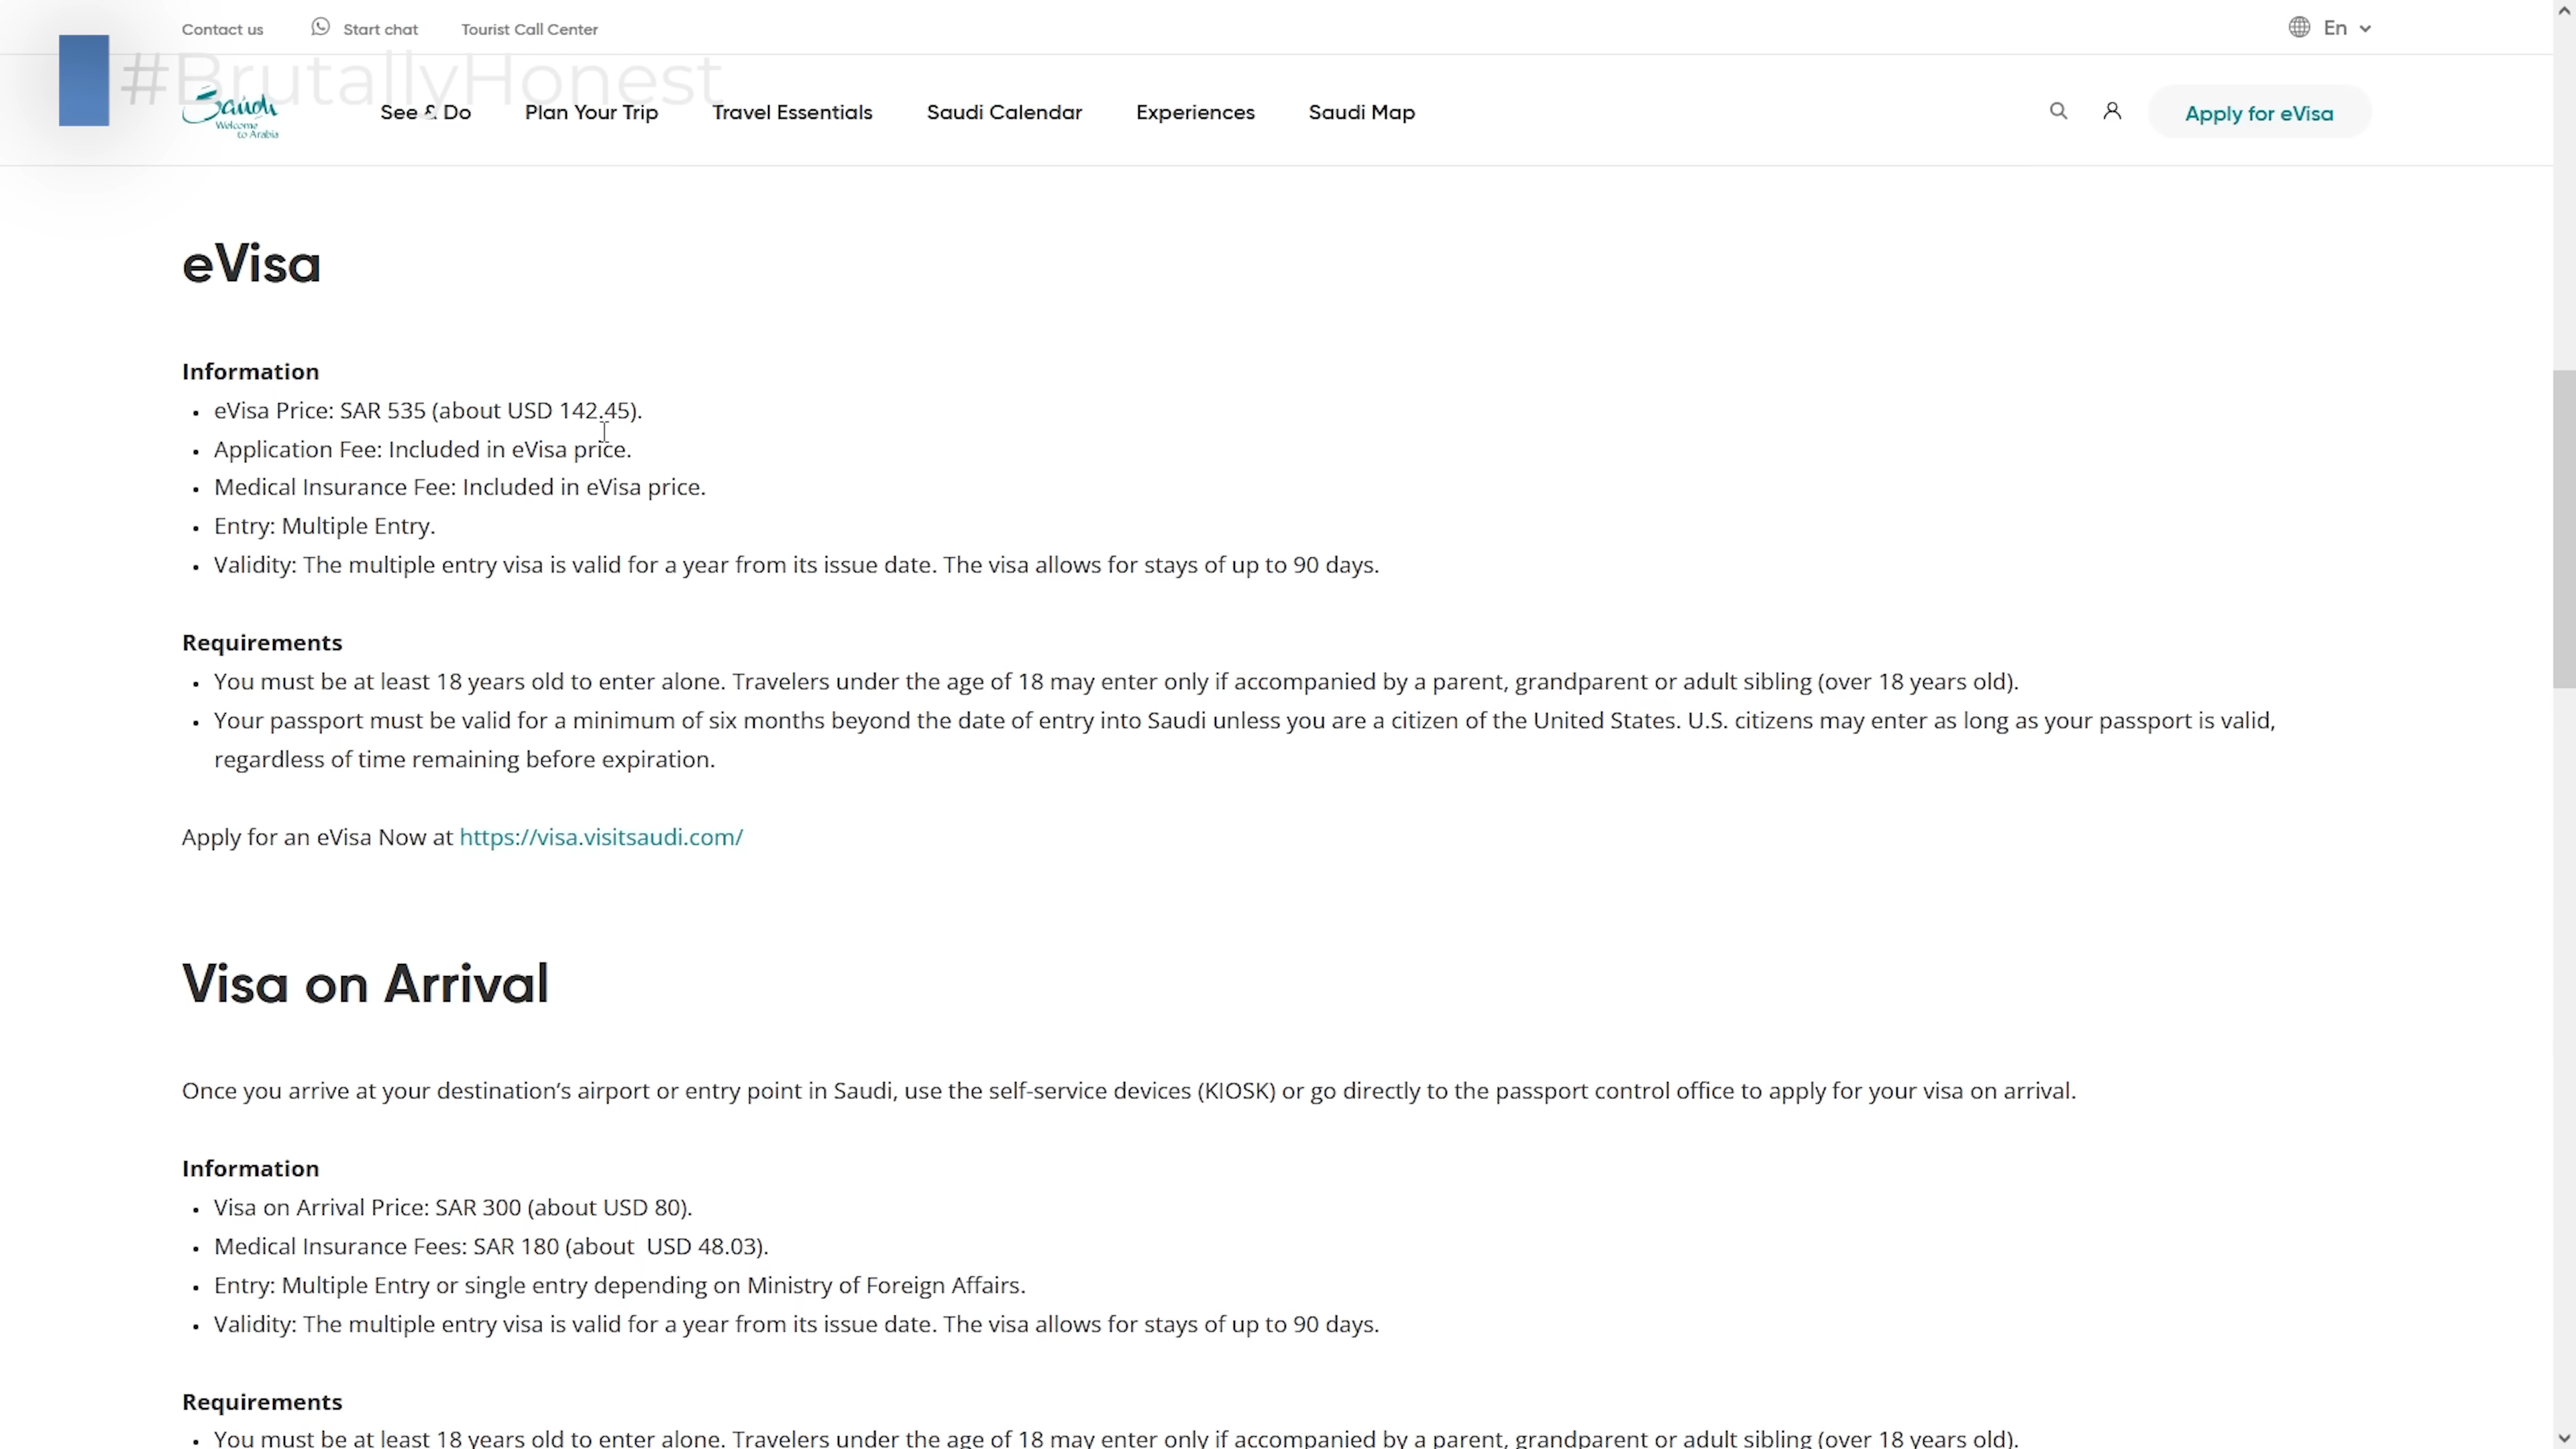 Contact us
Start chat
Tourist Call Center
En
#BrutallyHonest
Saudi
Welcome
to Arabia
See & Do
Plan Your Trip
Travel Essentials
Saudi Calendar
Experiences
Saudi Map
Apply for eVisa
eVisa
Information
• eVisa Price: SAR 535 (about USD 142.45).
• Application Fee: Included in eVisa price.
• Medical Insurance Fee: Included in eVisa price.
• Entry: Multiple Entry.
• Validity: The multiple entry visa is valid for a year from its issue date. The visa allows for stays of up to 90 days.
Requirements
• You must be at least 18 years old to enter alone. Travelers under the age of 18 may enter only if accompanied by a parent, grandparent or adult sibling (over 18 years old).
• Your passport must be valid for a minimum of six months beyond the date of entry into Saudi unless you are a citizen of the United States. U.S. citizens may enter as long as your passport is valid,
regardless of time remaining before expiration.
Apply for an eVisa Now at https://visa.visitsaudi.com/
Visa on Arrival
Once you arrive at your destination’s airport or entry point in Saudi, use the self-service devices (KIOSK) or go directly to the passport control office to apply for your visa on arrival.
Information
• Visa on Arrival Price: SAR 300 (about USD 80).
• Medical Insurance Fees: SAR 180 (about  USD 48.03).
• Entry: Multiple Entry or single entry depending on Ministry of Foreign Affairs.
• Validity: The multiple entry visa is valid for a year from its issue date. The visa allows for stays of up to 90 days.
Requirements
• You must be at least 18 years old to enter alone. Travelers under the age of 18 may enter only if accompanied by a parent, grandparent or adult sibling (over 18 years old).